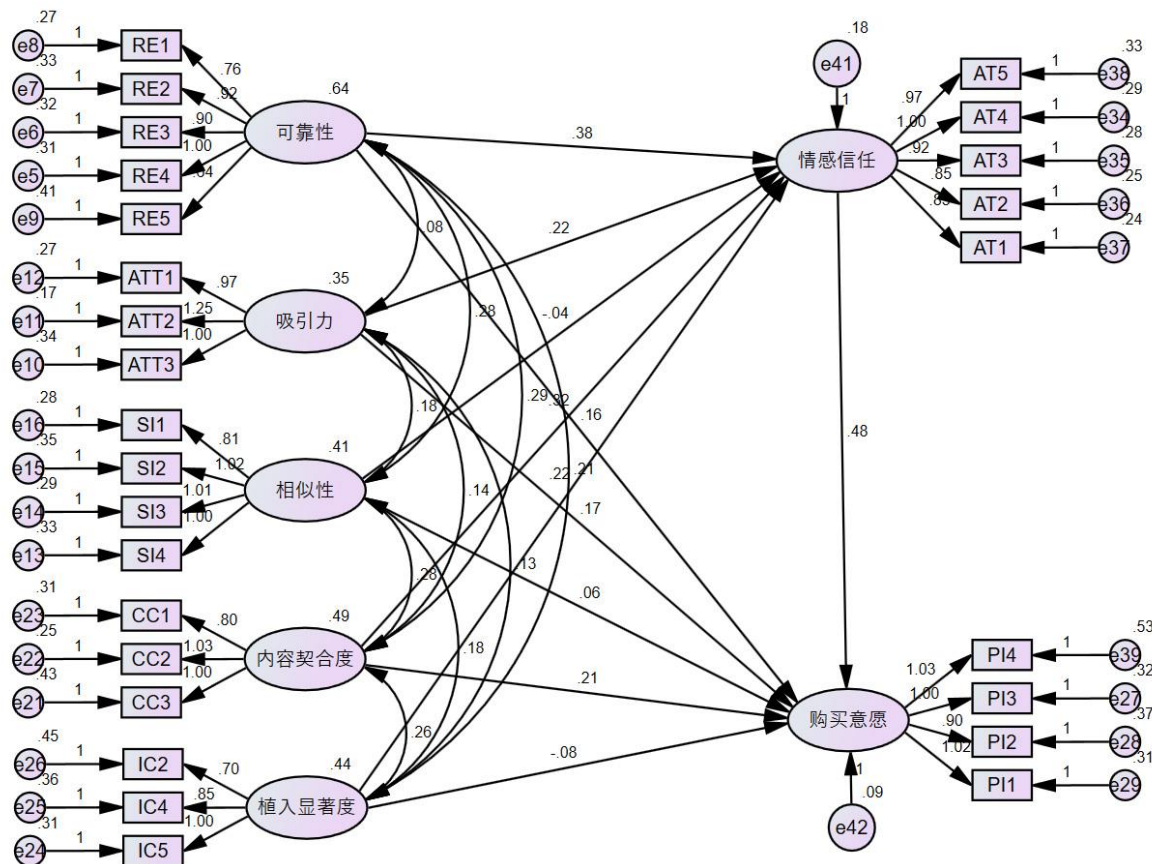 .27
e8
1
RE1
.76
.33
e7
1
RE2
.92
.32
e6
1
RE3
.90
.31
e5
1
RE4
1.00
.41
e9
1
RE5
.64
可靠性
.27
e12
1
ATT1
.97
.17
e11
1
ATT2
1.25
.34
e10
1
ATT3
1.00
.35
吸引力
.28
e16
1
SI1
.81
.35
e15
1
SI2
1.02
.29
e14
1
SI3
1.01
.33
e13
1
SI4
1.00
.41
相似性
.31
e23
1
CC1
.80
.25
e22
1
CC2
1.03
.43
e21
1
CC3
1.00
.49
内容契合度
.45
e26
1
IC2
.70
.36
e25
1
IC4
.85
.31
e24
1
IC5
1.00
.44
植入显著度
.38
.08
.22
.28
-.04
.18
.29
.32
.16
.22
.21
.14
.17
.13
.28
.06
.18
.21
.26
-.08
.48
.18
e41
1
情感信任
.97
AT5
1
.33
e38
1.00
AT4
1
.29
e34
.92
AT3
1
.28
e35
.85
AT2
1
.25
e36
AT1
1
.24
e37
购买意愿
1.03
PI4
1
.53
e39
1.00
PI3
1
.32
e27
.90
PI2
1
.37
e28
1.02
PI1
1
.31
e29
1
.09
e42